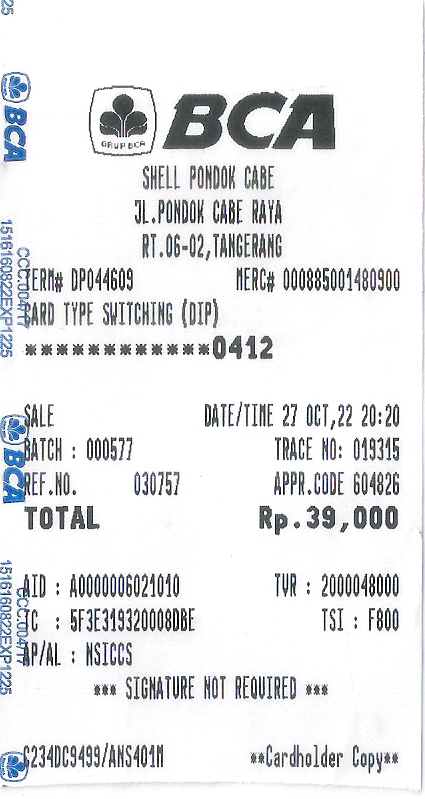 GRUP BCA
BCA
SHELL PONDOK CABE
JL.PONDOK CABE RAYA
RT.06-02,TANGERANG
TERM# DP044609 MERC# 000885001480900
CARD TYPE SWITCHING (DIP)
************0412
SALE DATE/TIME 27 OCT,22 20:20
BATCH : 000577 TRACE NO: 019315
REF.NO. 030757 APPR.CODE 604826
TOTAL Rp.39,000
AID : A0000006021010 TVR : 2000048000
TC : 5F3E319320008DBE TSI : F800
AP/AL : NSICCS
*** SIGNATURE NOT REQUIRED ***
C234DC9499/ANS401M **Cardholder Copy**
BCA
CCC.004/17
1516160822EXP1225
BCA
CCC.004/17
1516160822EXP1225